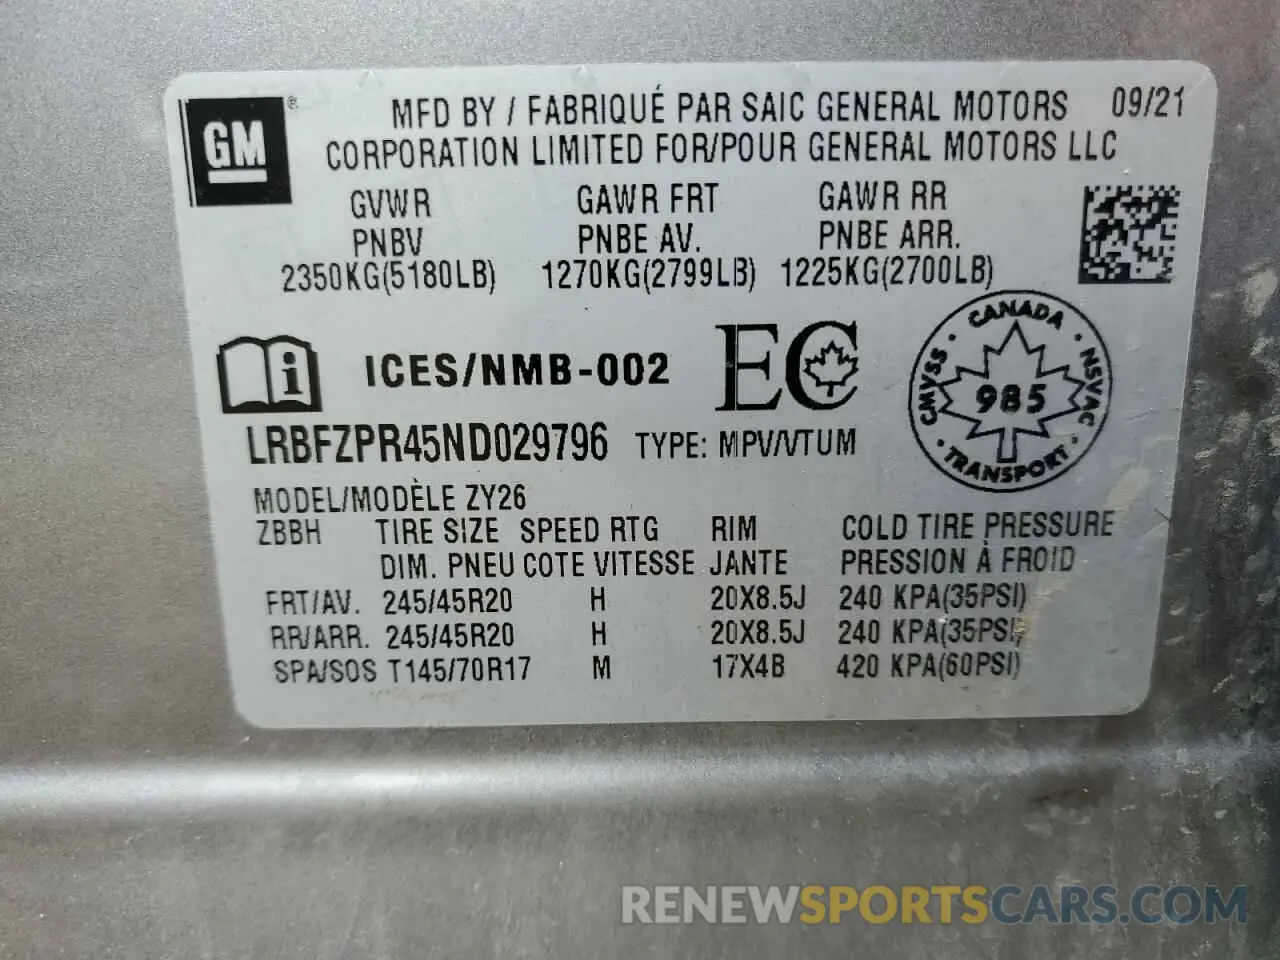 GM ® MFD BY / FABRIQUÉ PAR SAIC GENERAL MOTORS 09/21
CORPORATION LIMITED FOR/POUR GENERAL MOTORS LLC
GVWR GAWR FRT GAWR RR
PNBV PNBE AV. PNBE ARR.
2350KG(5180LB) 1270KG(2799LB) 1225KG(2700LB)
i ICES/NMB-002 EC
CANADA
CMVSS 985 NSVAC
TRANSPORT
LRBFZPR45ND029796 TYPE: MPV/VTUM
MODEL/MODÈLE ZY26
ZBBH TIRE SIZE SPEED RTG RIM COLD TIRE PRESSURE
DIM. PNEU COTE VITESSE JANTE PRESSION À FROID
FRT/AV. 245/45R20 H 20X8.5J 240 KPA(35PSI)
RR/ARR. 245/45R20 H 20X8.5J 240 KPA(35PSI)
SPA/SOS T145/70R17 M 17X4B 420 KPA(60PSI)
RENEWSPORTSCARS.COM